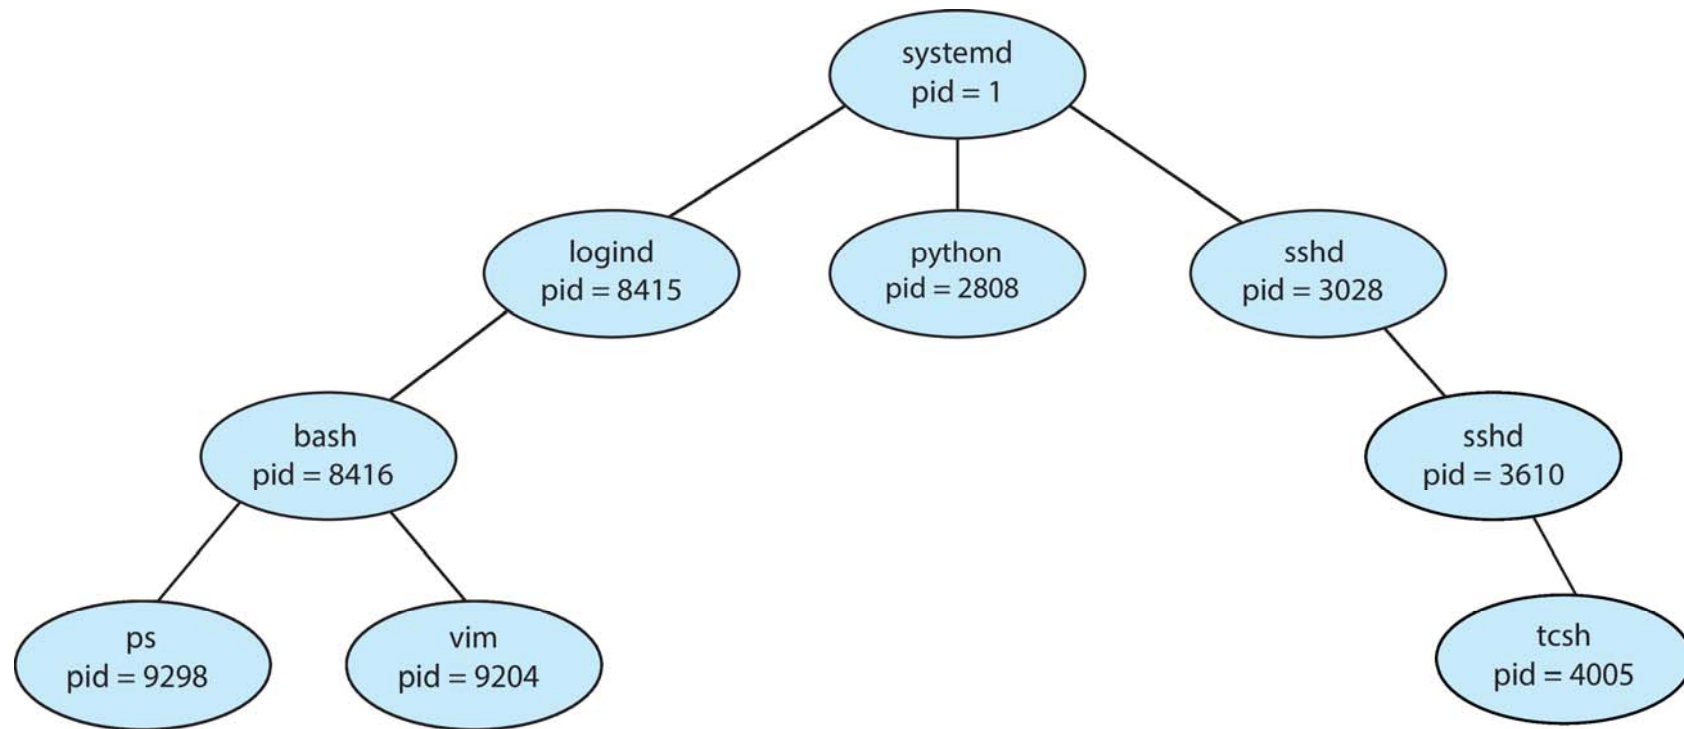 systemd
pid = 1
logind
pid = 8415
python
pid = 2808
sshd
pid = 3028
bash
pid = 8416
sshd
pid = 3610
ps
pid = 9298
vim
pid = 9204
tcsh
pid = 4005